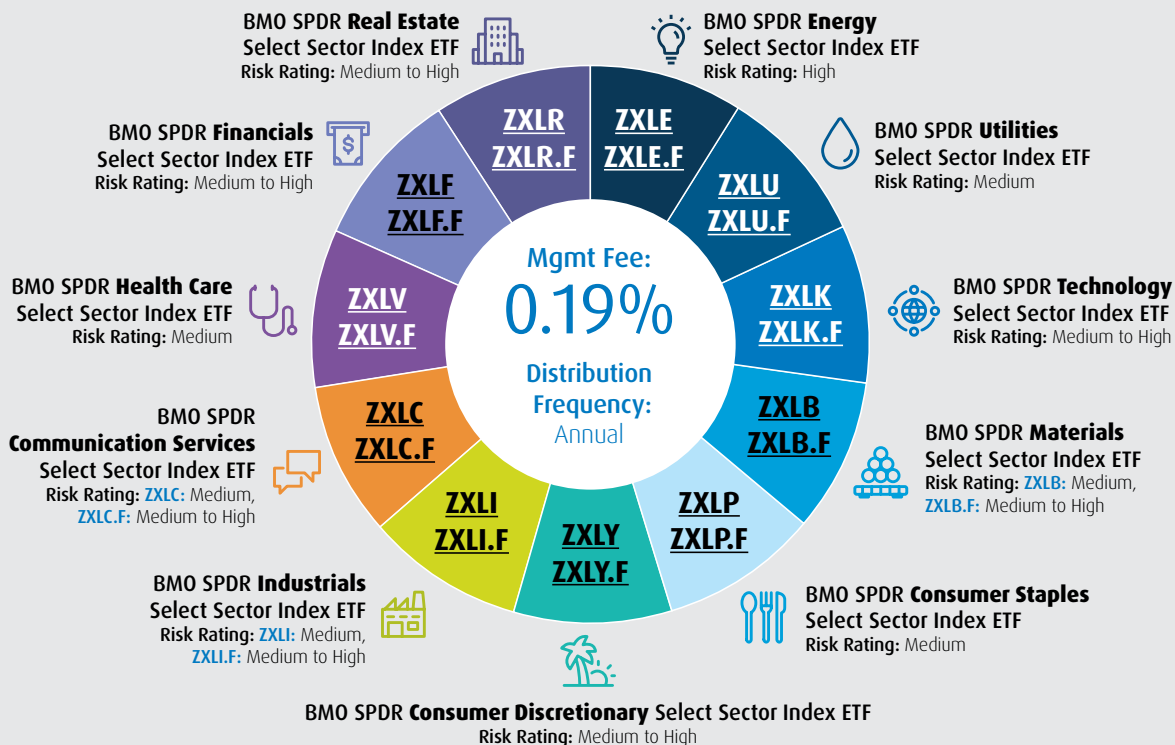 BMO SPDR Real Estate
Select Sector Index ETF
Risk Rating: Medium to High
BMO SPDR Energy
Select Sector Index ETF
Risk Rating: High
BMO SPDR Financials
Select Sector Index ETF
Risk Rating: Medium to High
BMO SPDR Utilities
Select Sector Index ETF
Risk Rating: Medium
BMO SPDR Health Care
Select Sector Index ETF
Risk Rating: Medium
BMO SPDR Technology
Select Sector Index ETF
Risk Rating: Medium to High
BMO SPDR
Communication Services
Select Sector Index ETF
Risk Rating: ZXLC: Medium,
ZXLC.F: Medium to High
BMO SPDR Materials
Select Sector Index ETF
Risk Rating: ZXLB: Medium,
ZXLB.F: Medium to High
BMO SPDR Industrials
Select Sector Index ETF
Risk Rating: ZXLI: Medium,
ZXLI.F: Medium to High
BMO SPDR Consumer Staples
Select Sector Index ETF
Risk Rating: Medium
BMO SPDR Consumer Discretionary Select Sector Index ETF
Risk Rating: Medium to High
ZXLR
ZXLR.F
ZXLE
ZXLE.F
ZXLF
ZXLF.F
ZXLU
ZXLU.F
ZXLV
ZXLV.F
ZXLK
ZXLK.F
ZXLC
ZXLC.F
ZXLB
ZXLB.F
ZXLI
ZXLI.F
ZXLY
ZXLY.F
ZXLP
ZXLP.F
Mgmt Fee:
0.19%
Distribution
Frequency:
Annual
$